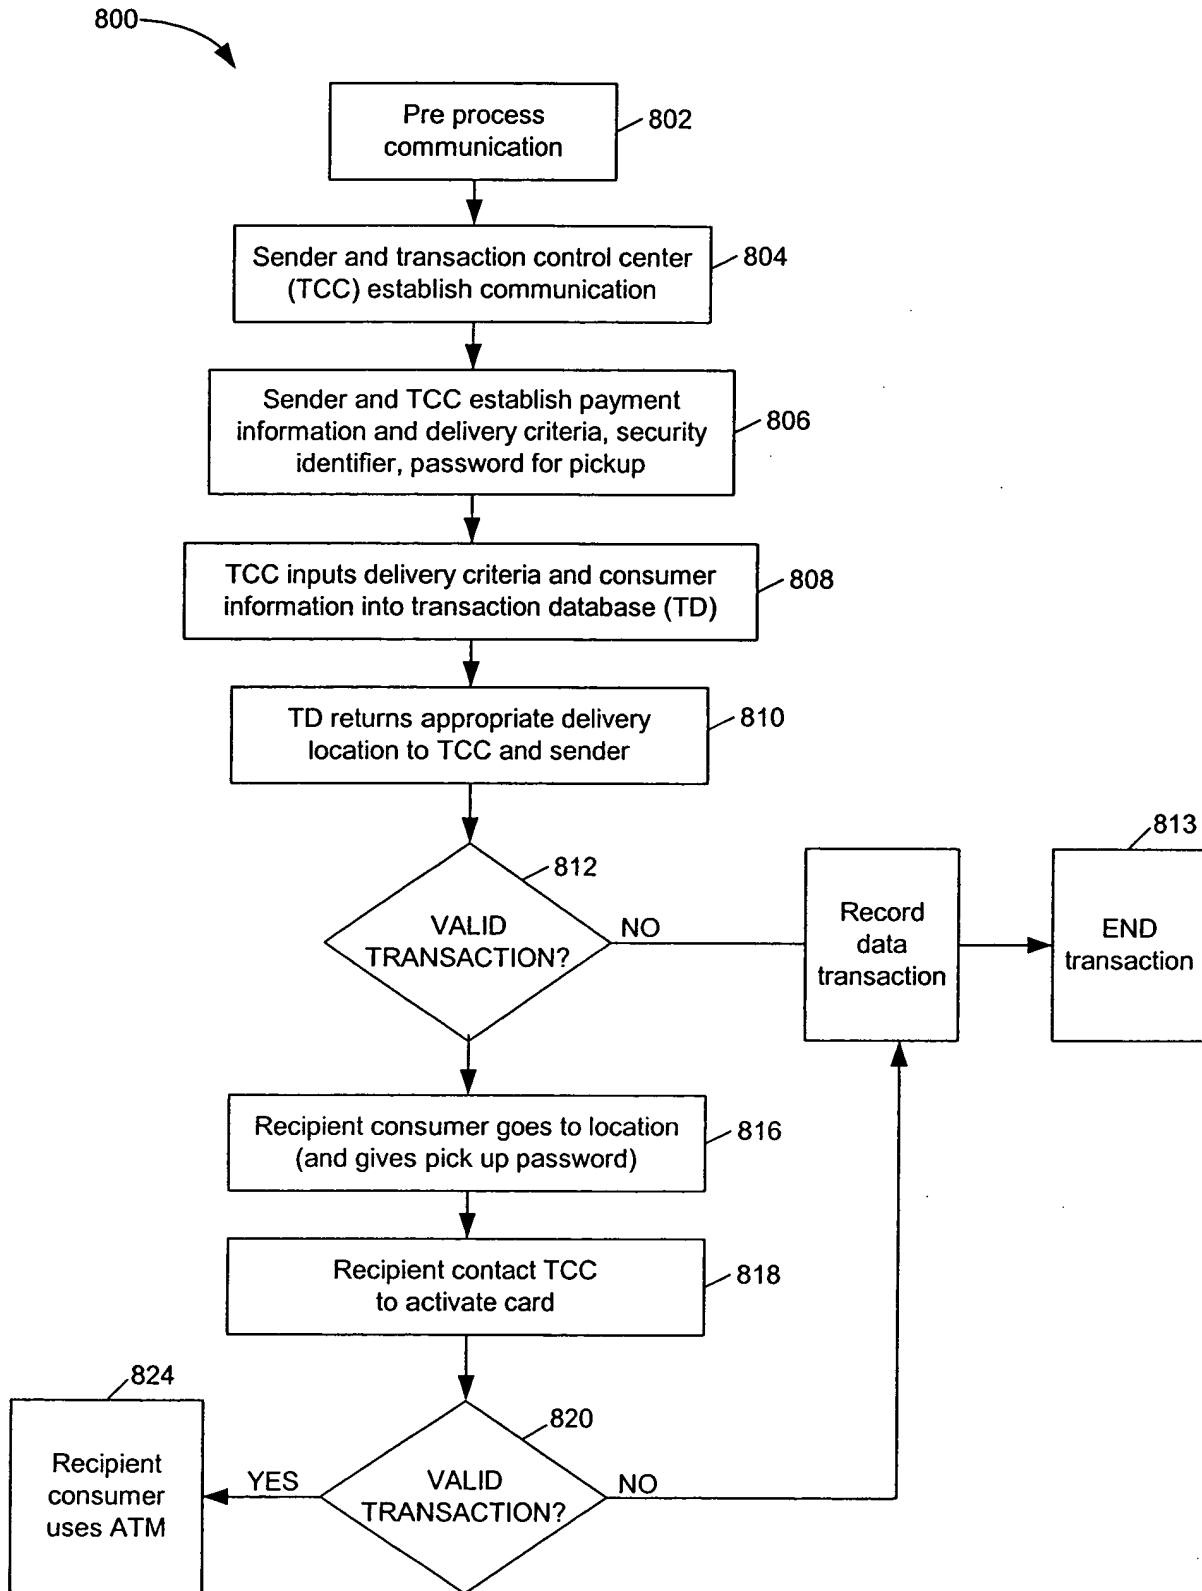 800
Pre process
communication
802
Sender and transaction control center
(TCC) establish communication
804
Sender and TCC establish payment
information and delivery criteria, security
identifier, password for pickup
806
TCC inputs delivery criteria and consumer
information into transaction database (TD)
808
TD returns appropriate delivery
location to TCC and sender
810
812
VALID
TRANSACTION?
NO
Record
data
transaction
813
END
transaction
Recipient consumer goes to location
(and gives pick up password)
816
Recipient contact TCC
to activate card
818
820
VALID
TRANSACTION?
NO
YES
824
Recipient
consumer
uses ATM